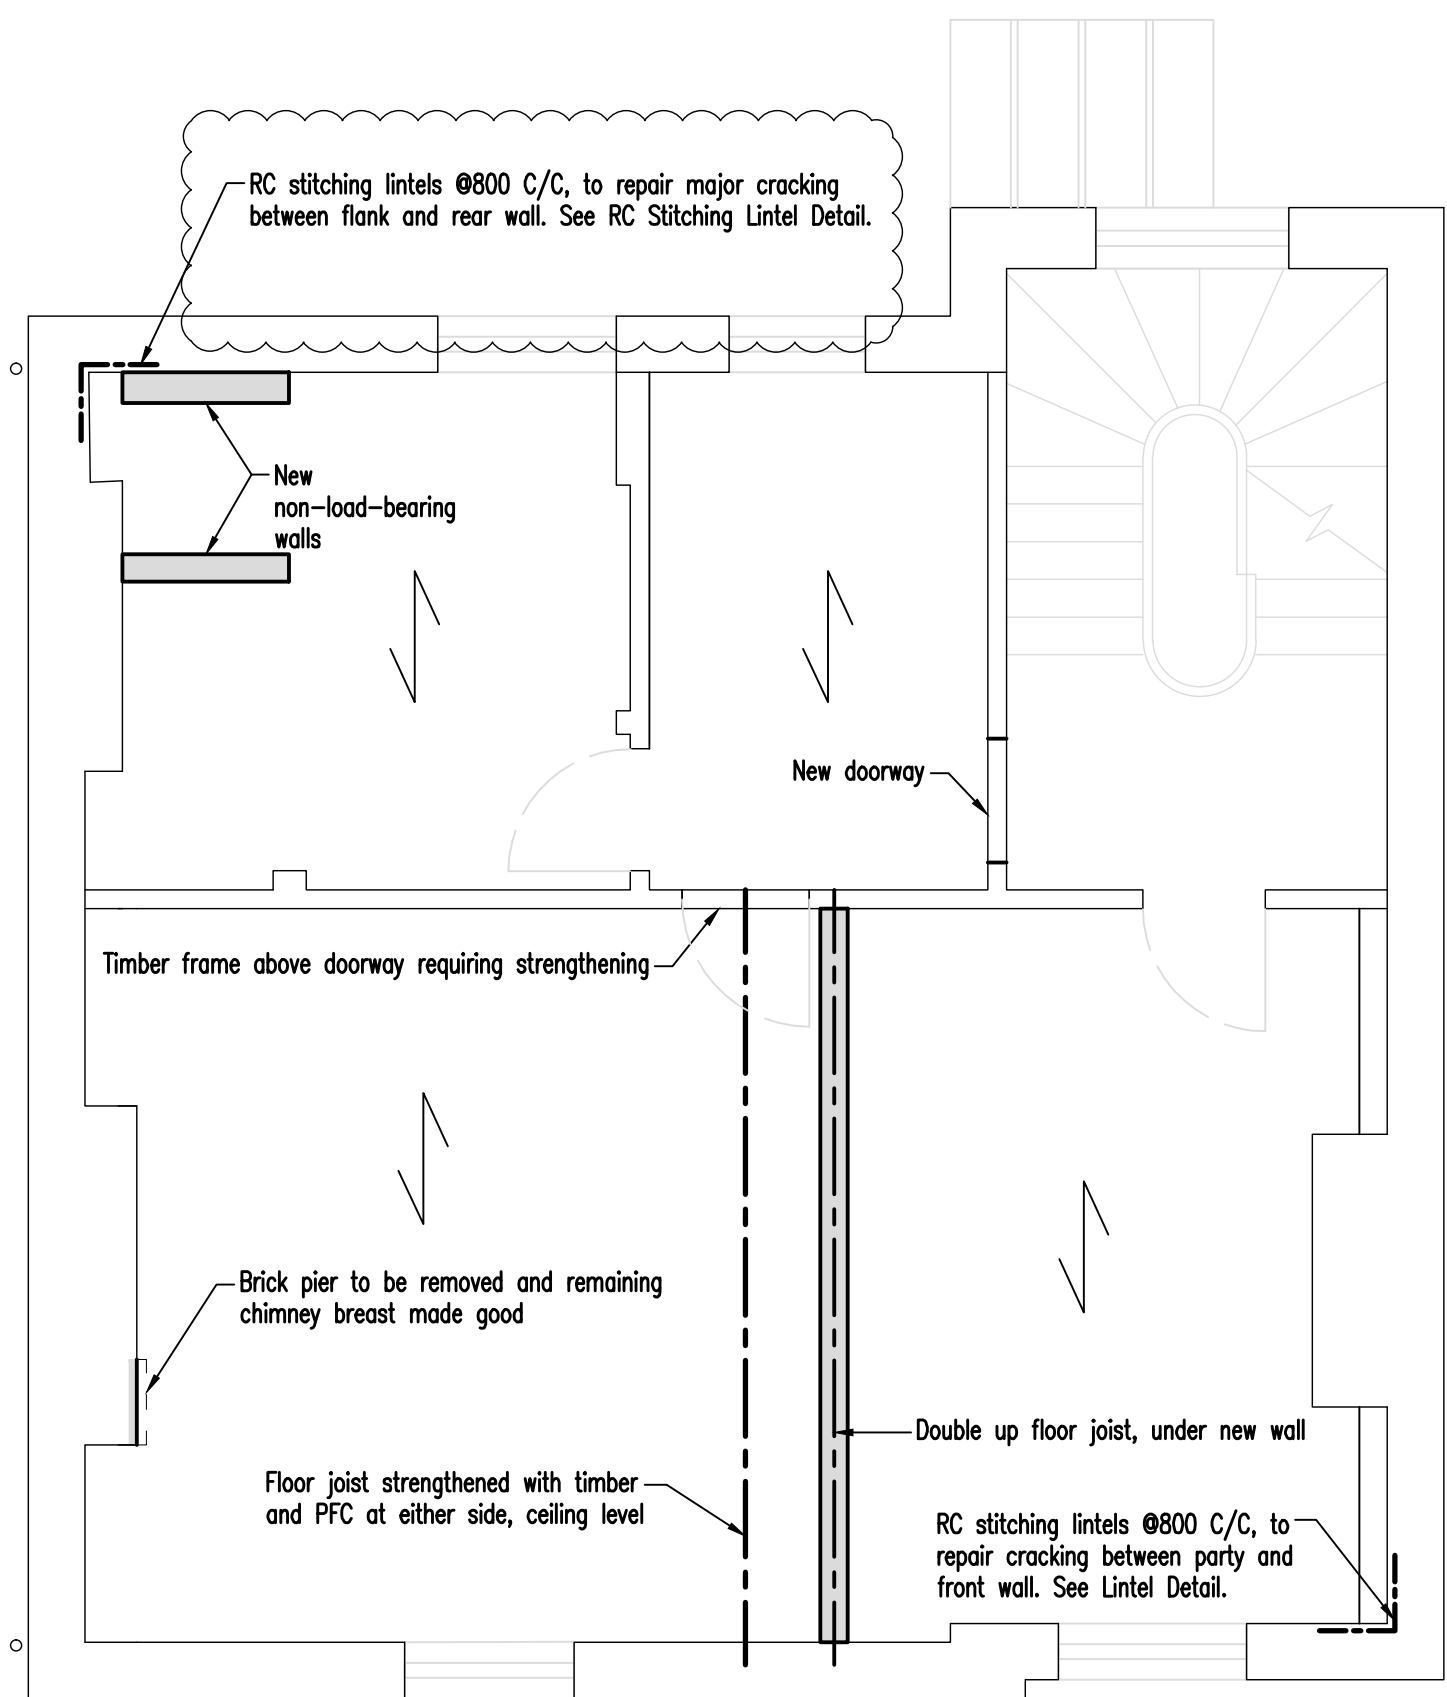 RC stitching lintels @800 C/C, to repair major cracking
between flank and rear wall. See RC Stitching Lintel Detail.
New
non-load-bearing
walls
New doorway
Timber frame above doorway requiring strengthening
Brick pier to be removed and remaining
chimney breast made good
Double up floor joist, under new wall
Floor joist strengthened with timber
and PFC at either side, ceiling level
RC stitching lintels @800 C/C, to
repair cracking between party and
front wall. See Lintel Detail.